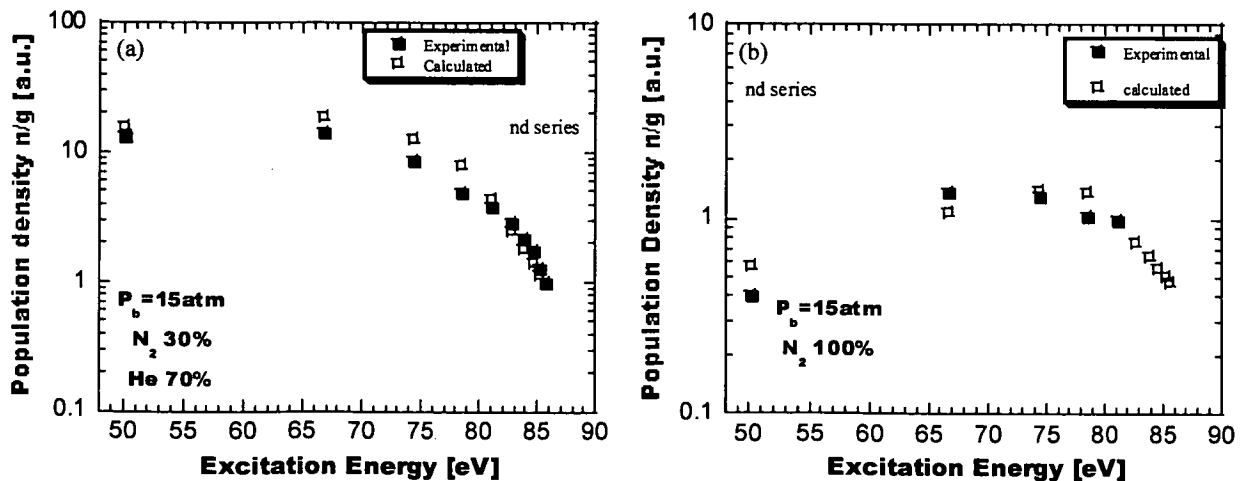 (a)
Experimental
Calculated
nd series
P_b=15atm
N_2 30%
He 70%
100
10
1
0.1
50 55 60 65 70 75 80 85 90
Population density n/g [a.u.]
Excitation Energy [eV]
(b)
Experimental
calculated
nd series
P_b=15atm
N_2 100%
10
1
0.1
50 55 60 65 70 75 80 85 90
Population Density n/g [a.u.]
Excitation Energy [eV]